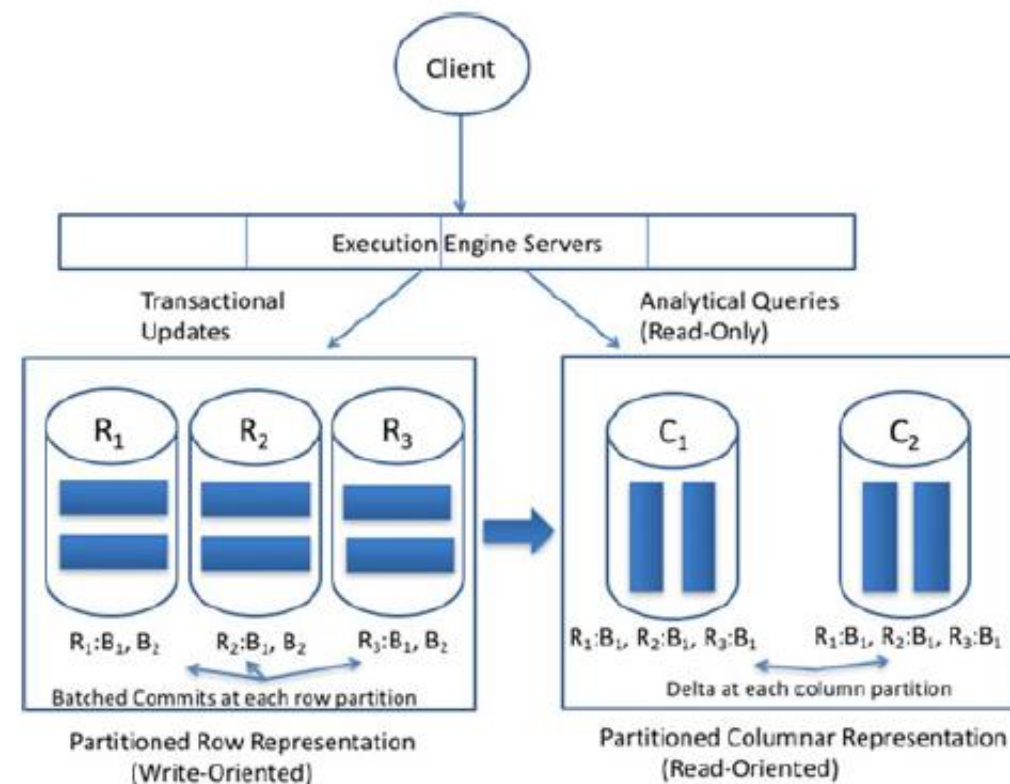 Client
Execution Engine Servers
Transactional
Updates
Analytical Queries
(Read-Only)
R₁
R₂
R₃
C₁
C₂
R₁:B₁, B₂
R₂:B₁, B₂
R₃:B₁, B₂
R₁:B₁, R₂:B₁, R₃:B₁
R₁:B₁, R₂:B₁, R₃:B₁
Batched Commits at each row partition
Delta at each column partition
Partitioned Row Representation
(Write-Oriented)
Partitioned Columnar Representation
(Read-Oriented)